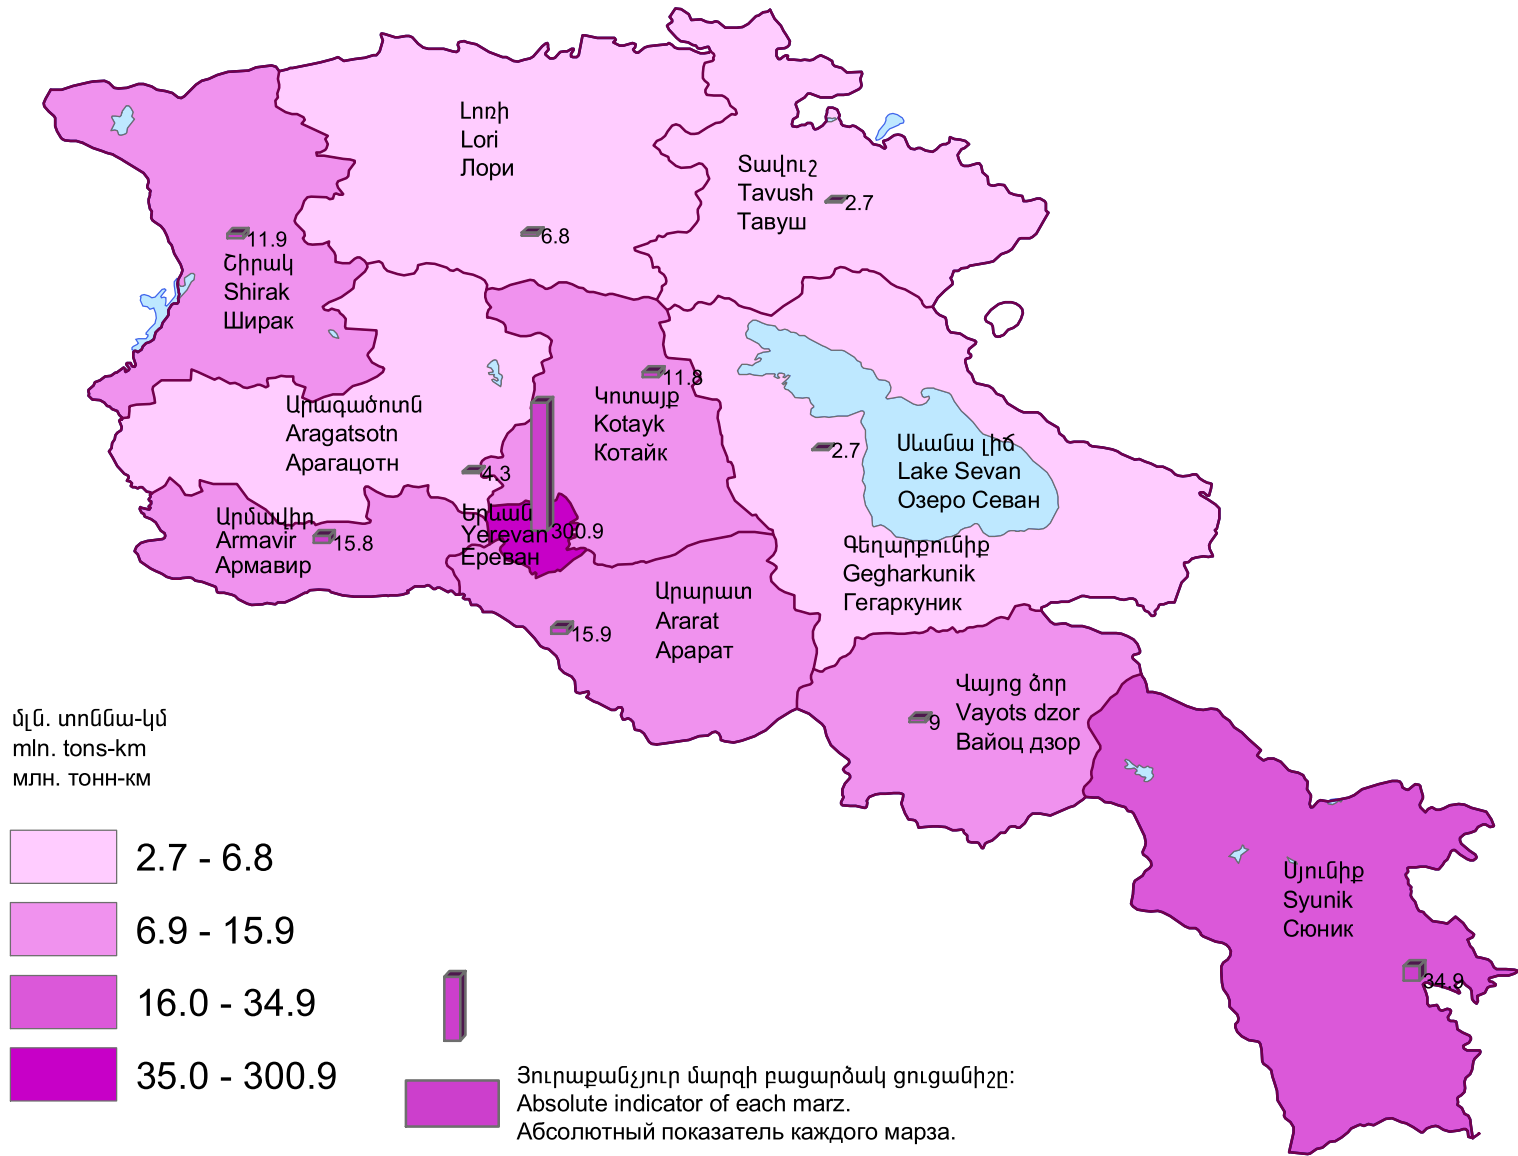 Լոռի
Lori
Лори
6.8
Տավուշ
Tavush
Тавуш
2.7
11.9
Շիրակ
Shirak
Ширак
Արագածոտն
Aragatsotn
Арагацотн
4.3
11.8
Կոտայք
Kotayk
Котайк
2.7
Սևանա լիճ
Lake Sevan
Озеро Севан
Գեղարքունիք
Gegharkunik
Гегаркуник
Արմավիր
Armavir
Армавир
15.8
Երևան
Yerevan
Ереван
300.9
Արարատ
Ararat
Арарат
15.9
Վայոց ձոր
Vayots dzor
Вайоц дзор
9
Սյունիք
Syunik
Сюник
34.9
մլն. տոննա-կմ
mln. tons-km
млн. тонн-км
2.7 - 6.8
6.9 - 15.9
16.0 - 34.9
35.0 - 300.9
Յուրաքանչյուր մարզի բացարձակ ցուցանիշը:
Absolute indicator of each marz.
Абсолютный показатель каждого марза.